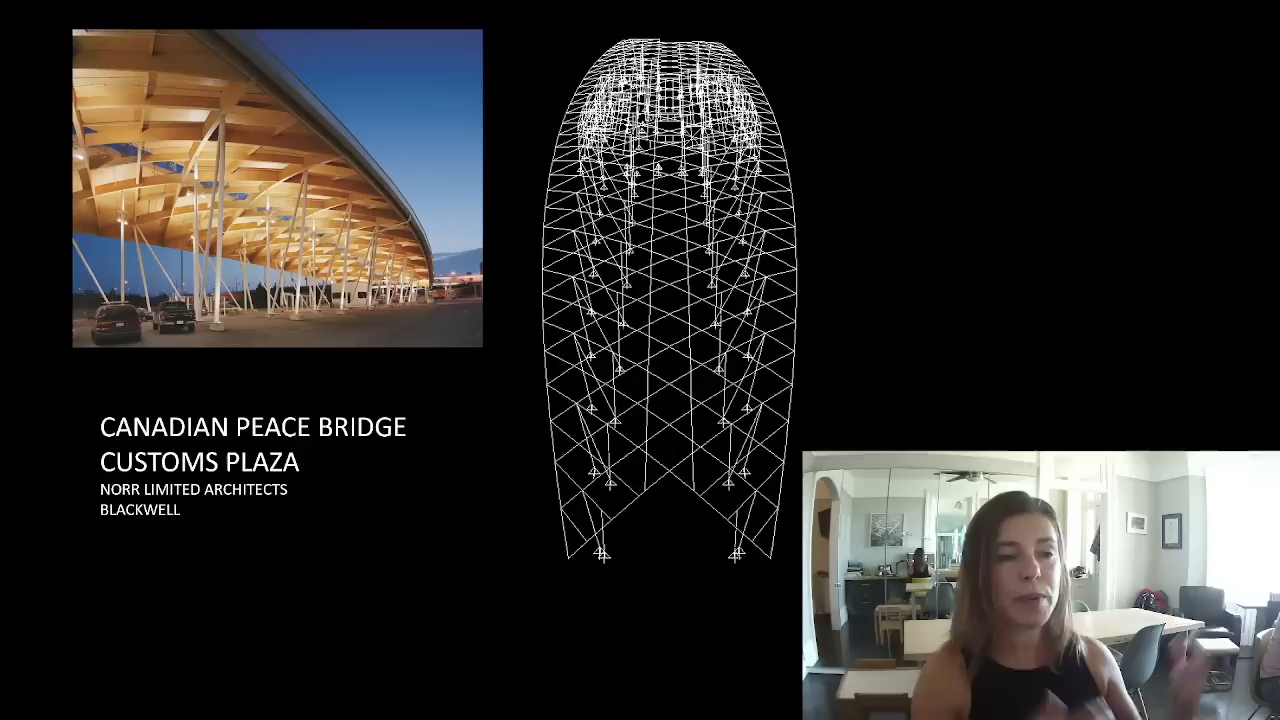 CANADIAN PEACE BRIDGE
CUSTOMS PLAZA
NORR LIMITED ARCHITECTS
BLACKWELL